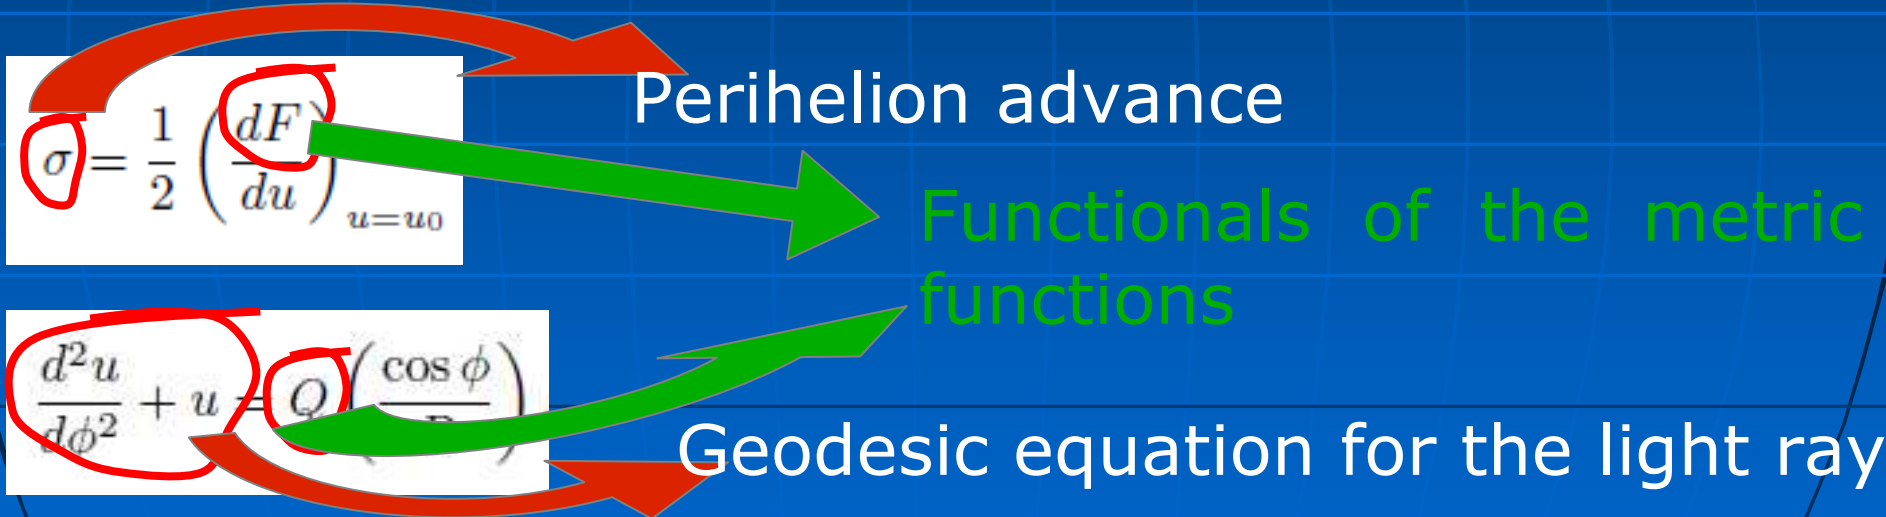 Perihelion advance
σ = 1/2 (dF/du)_{u=u₀}
Functionals of the metric
functions
d²u/dφ² + u = Q (cos φ/
Geodesic equation for the light ray